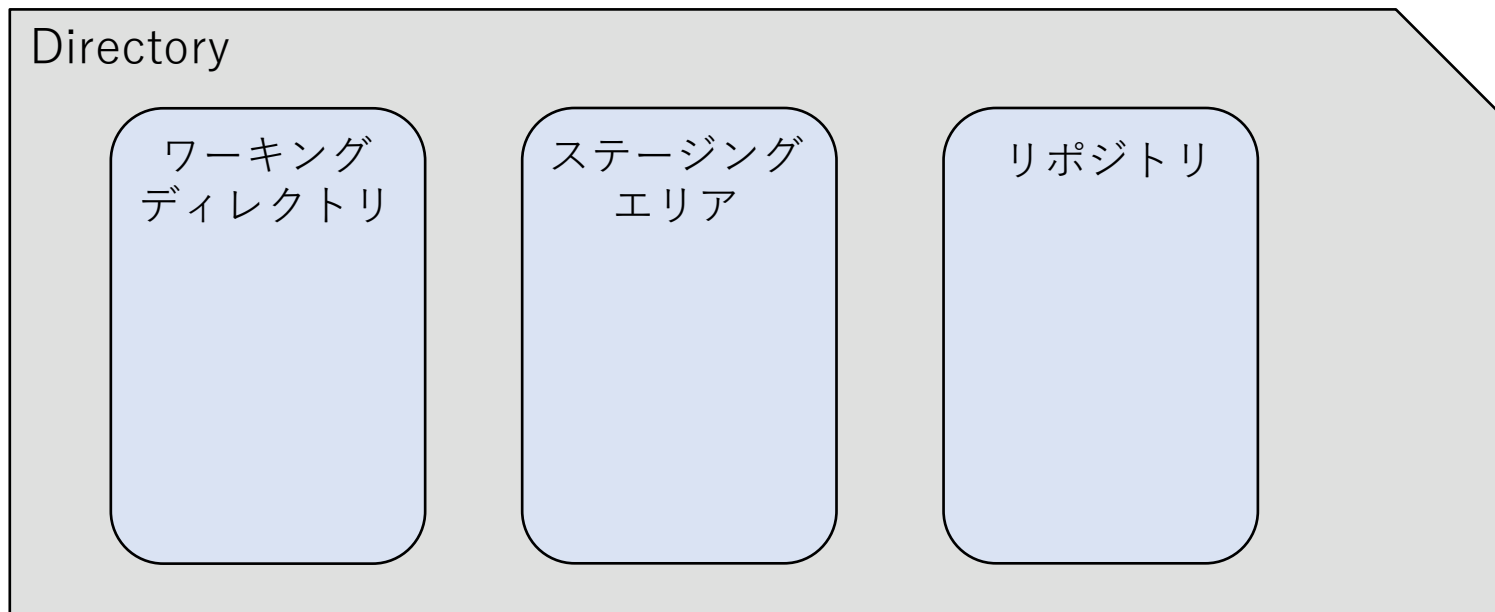 Directory
ワーキング
ディレクトリ
ステージング
エリア
リポジトリ